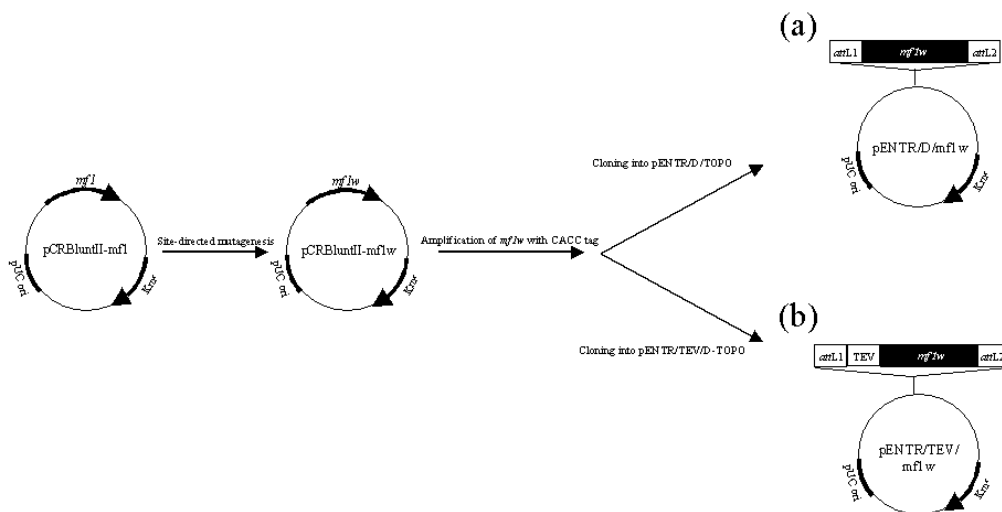 (a)
attL1 mf1w attL2
pENTR/D/mf1w
pUC ori
Kmr
Cloning into pENTR/D/TOPO
mf1
pCRBluntII-mf1
pUC ori
Kmr
Site-directed mutagenesis
mf1w
pCRBluntII-mf1w
pUC ori
Kmr
Amplification of mf1w with CACC tag
Cloning into pENTR/TEV/D-TOPO
(b)
attL1 TEV mf1w attL2
pENTR/TEV/
mf1w
pUC ori
Kmr